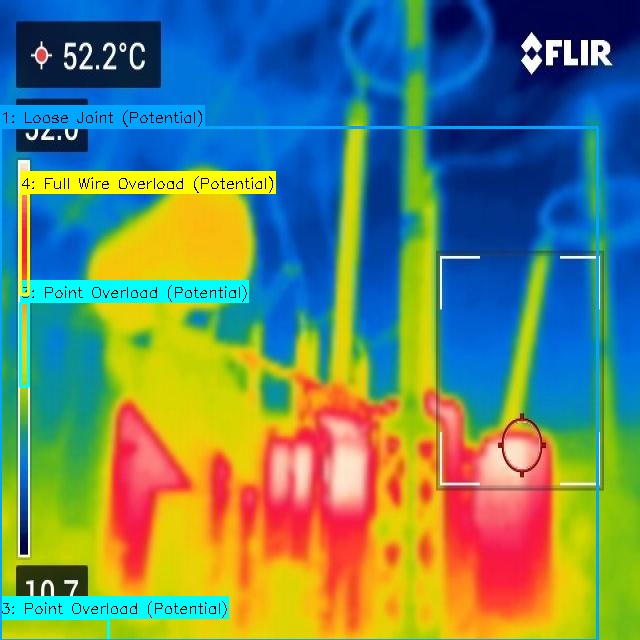 52.2°C
FLIR
1: Loose Joint (Potential)
52.6
4: Full Wire Overload (Potential)
3: Point Overload (Potential)
10.7
3: Point Overload (Potential)